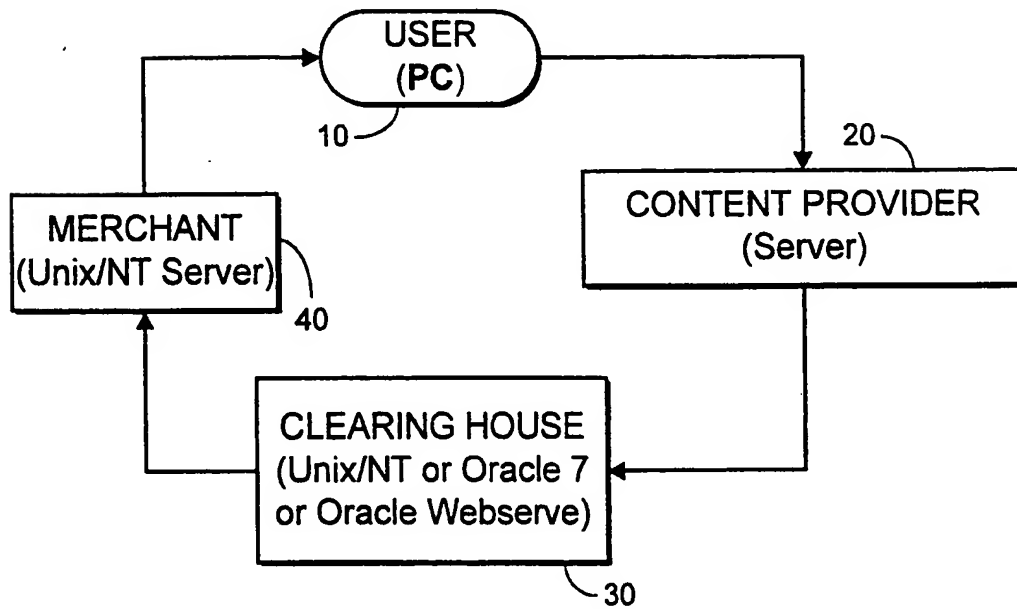 USER
(PC)
10
20
CONTENT PROVIDER
(Server)
MERCHANT
(Unix/NT Server)
40
CLEARING HOUSE
(Unix/NT or Oracle 7
or Oracle Webserve)
30